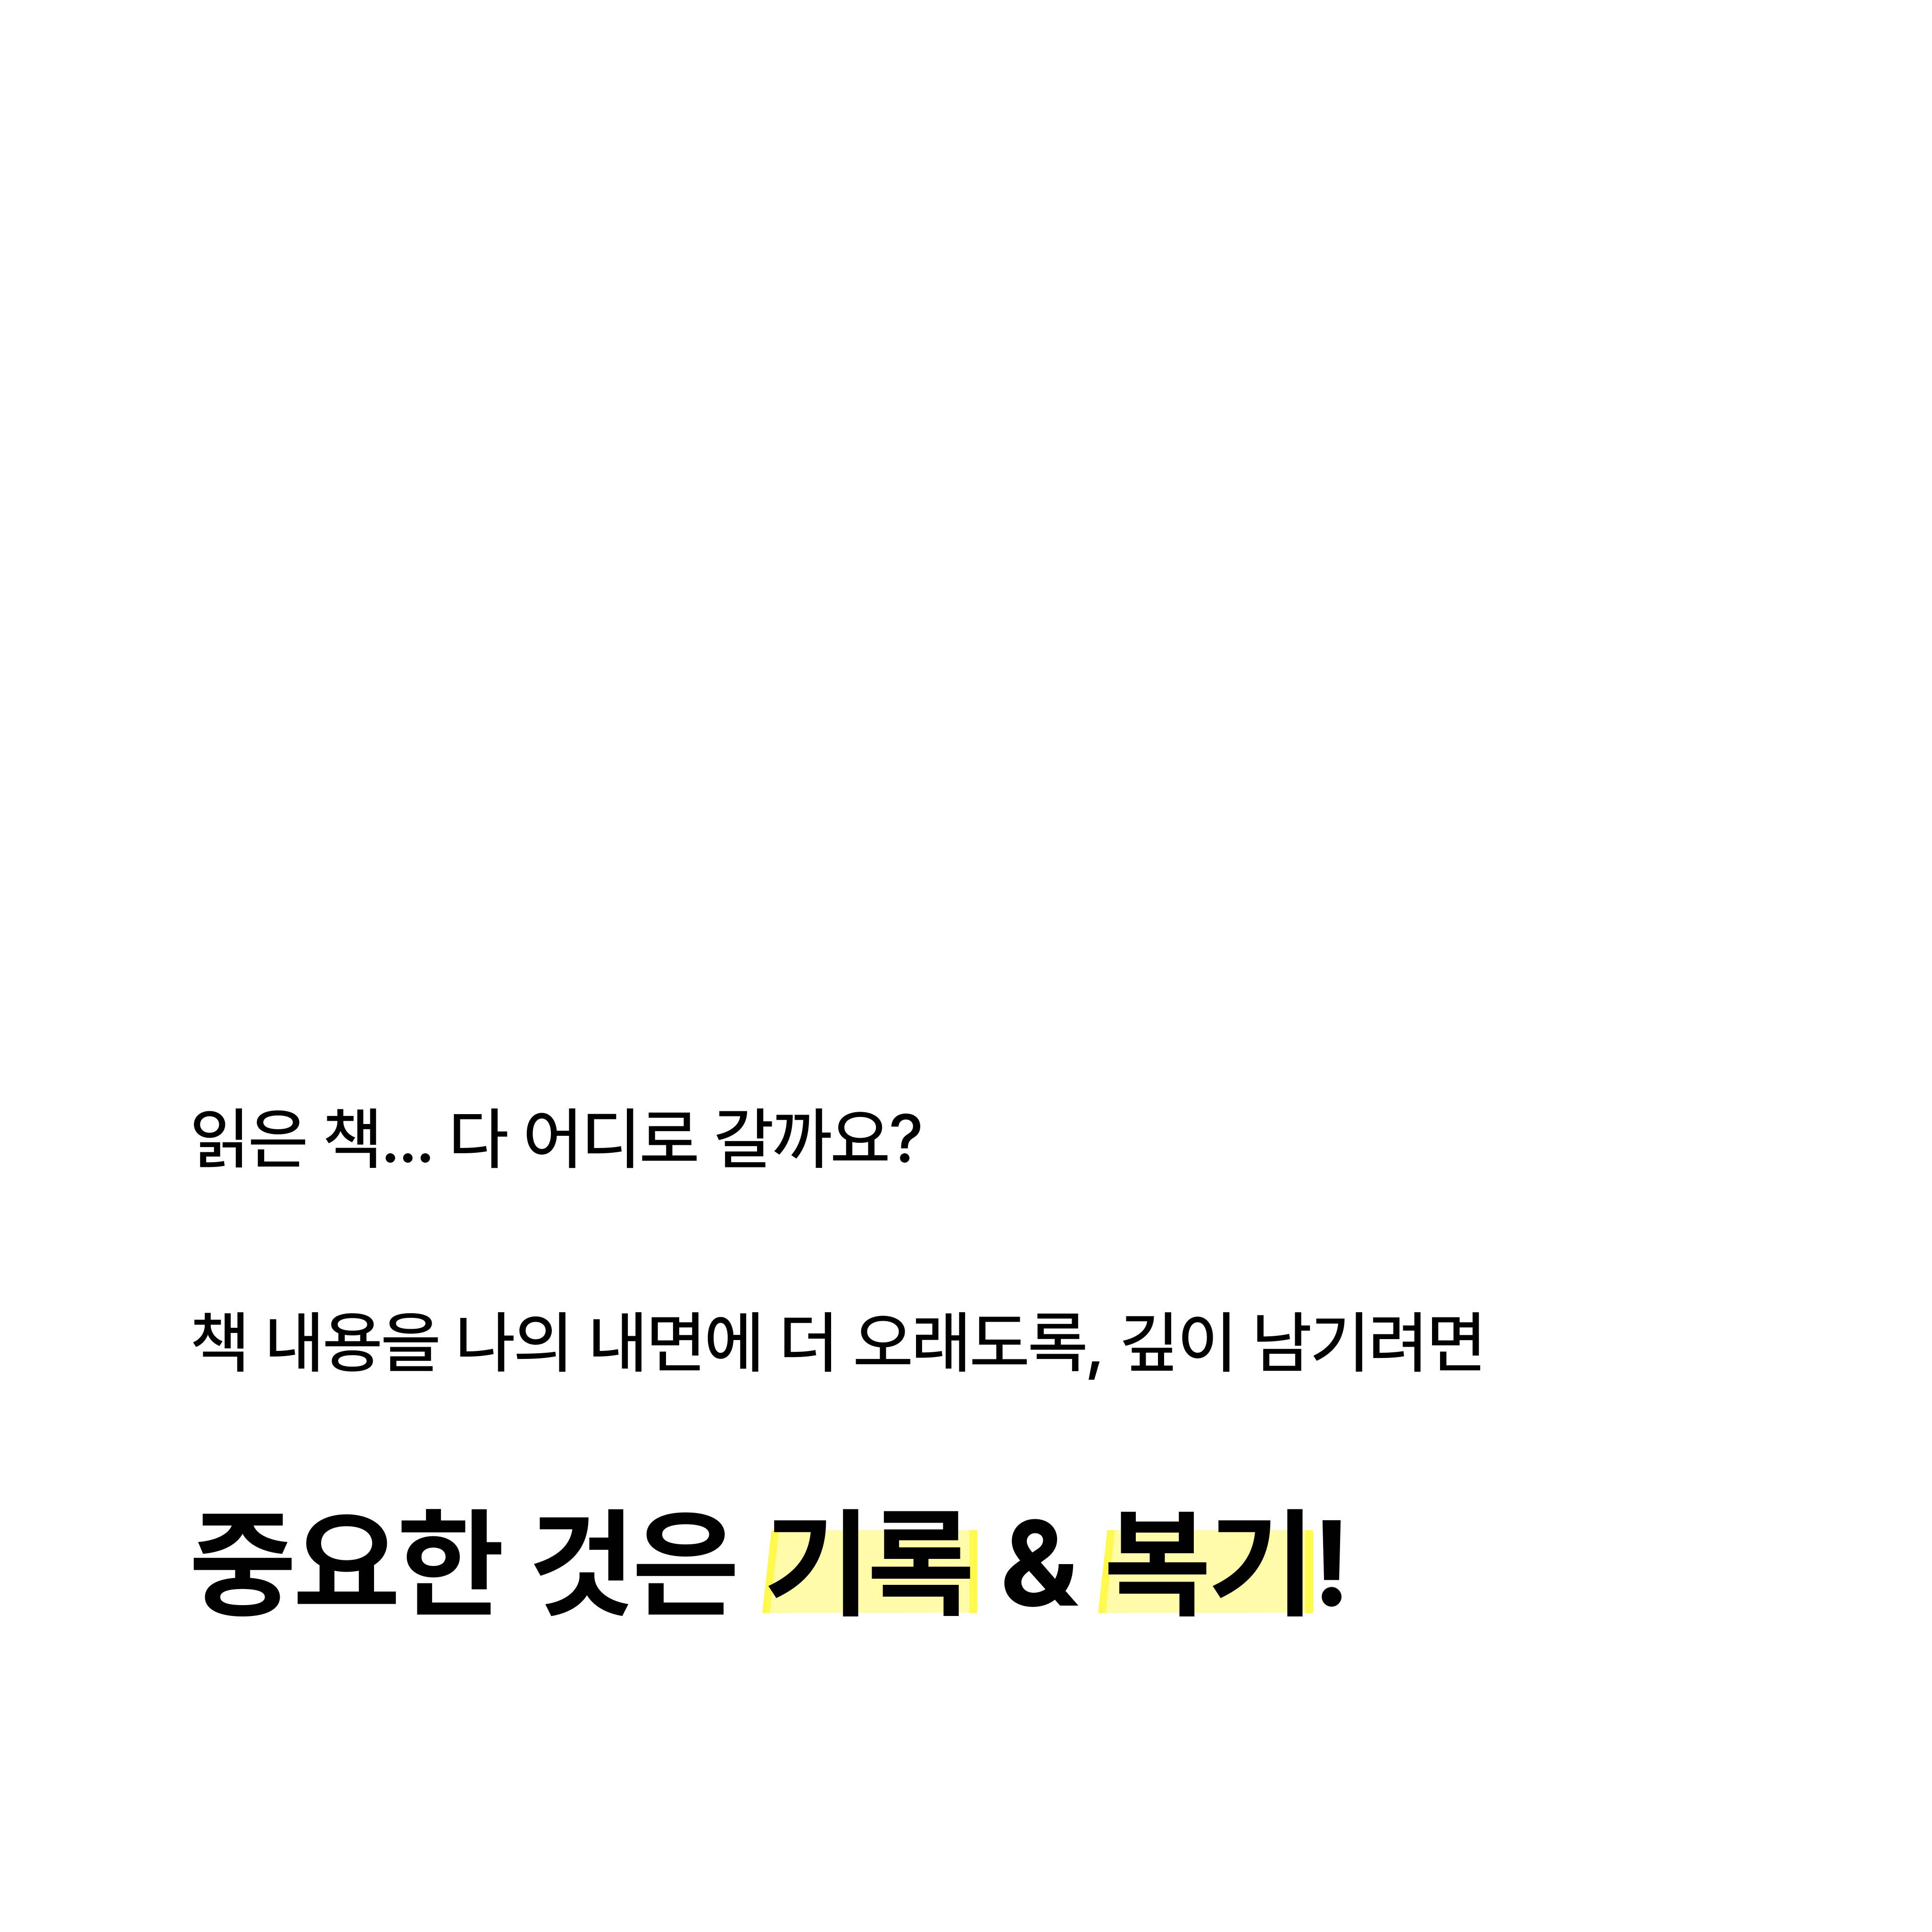 읽은 책... 다 어디로 갈까요?
책 내용을 나의 내면에 더 오래도록, 깊이 남기려면
중요한 것은 기록 & 복기!